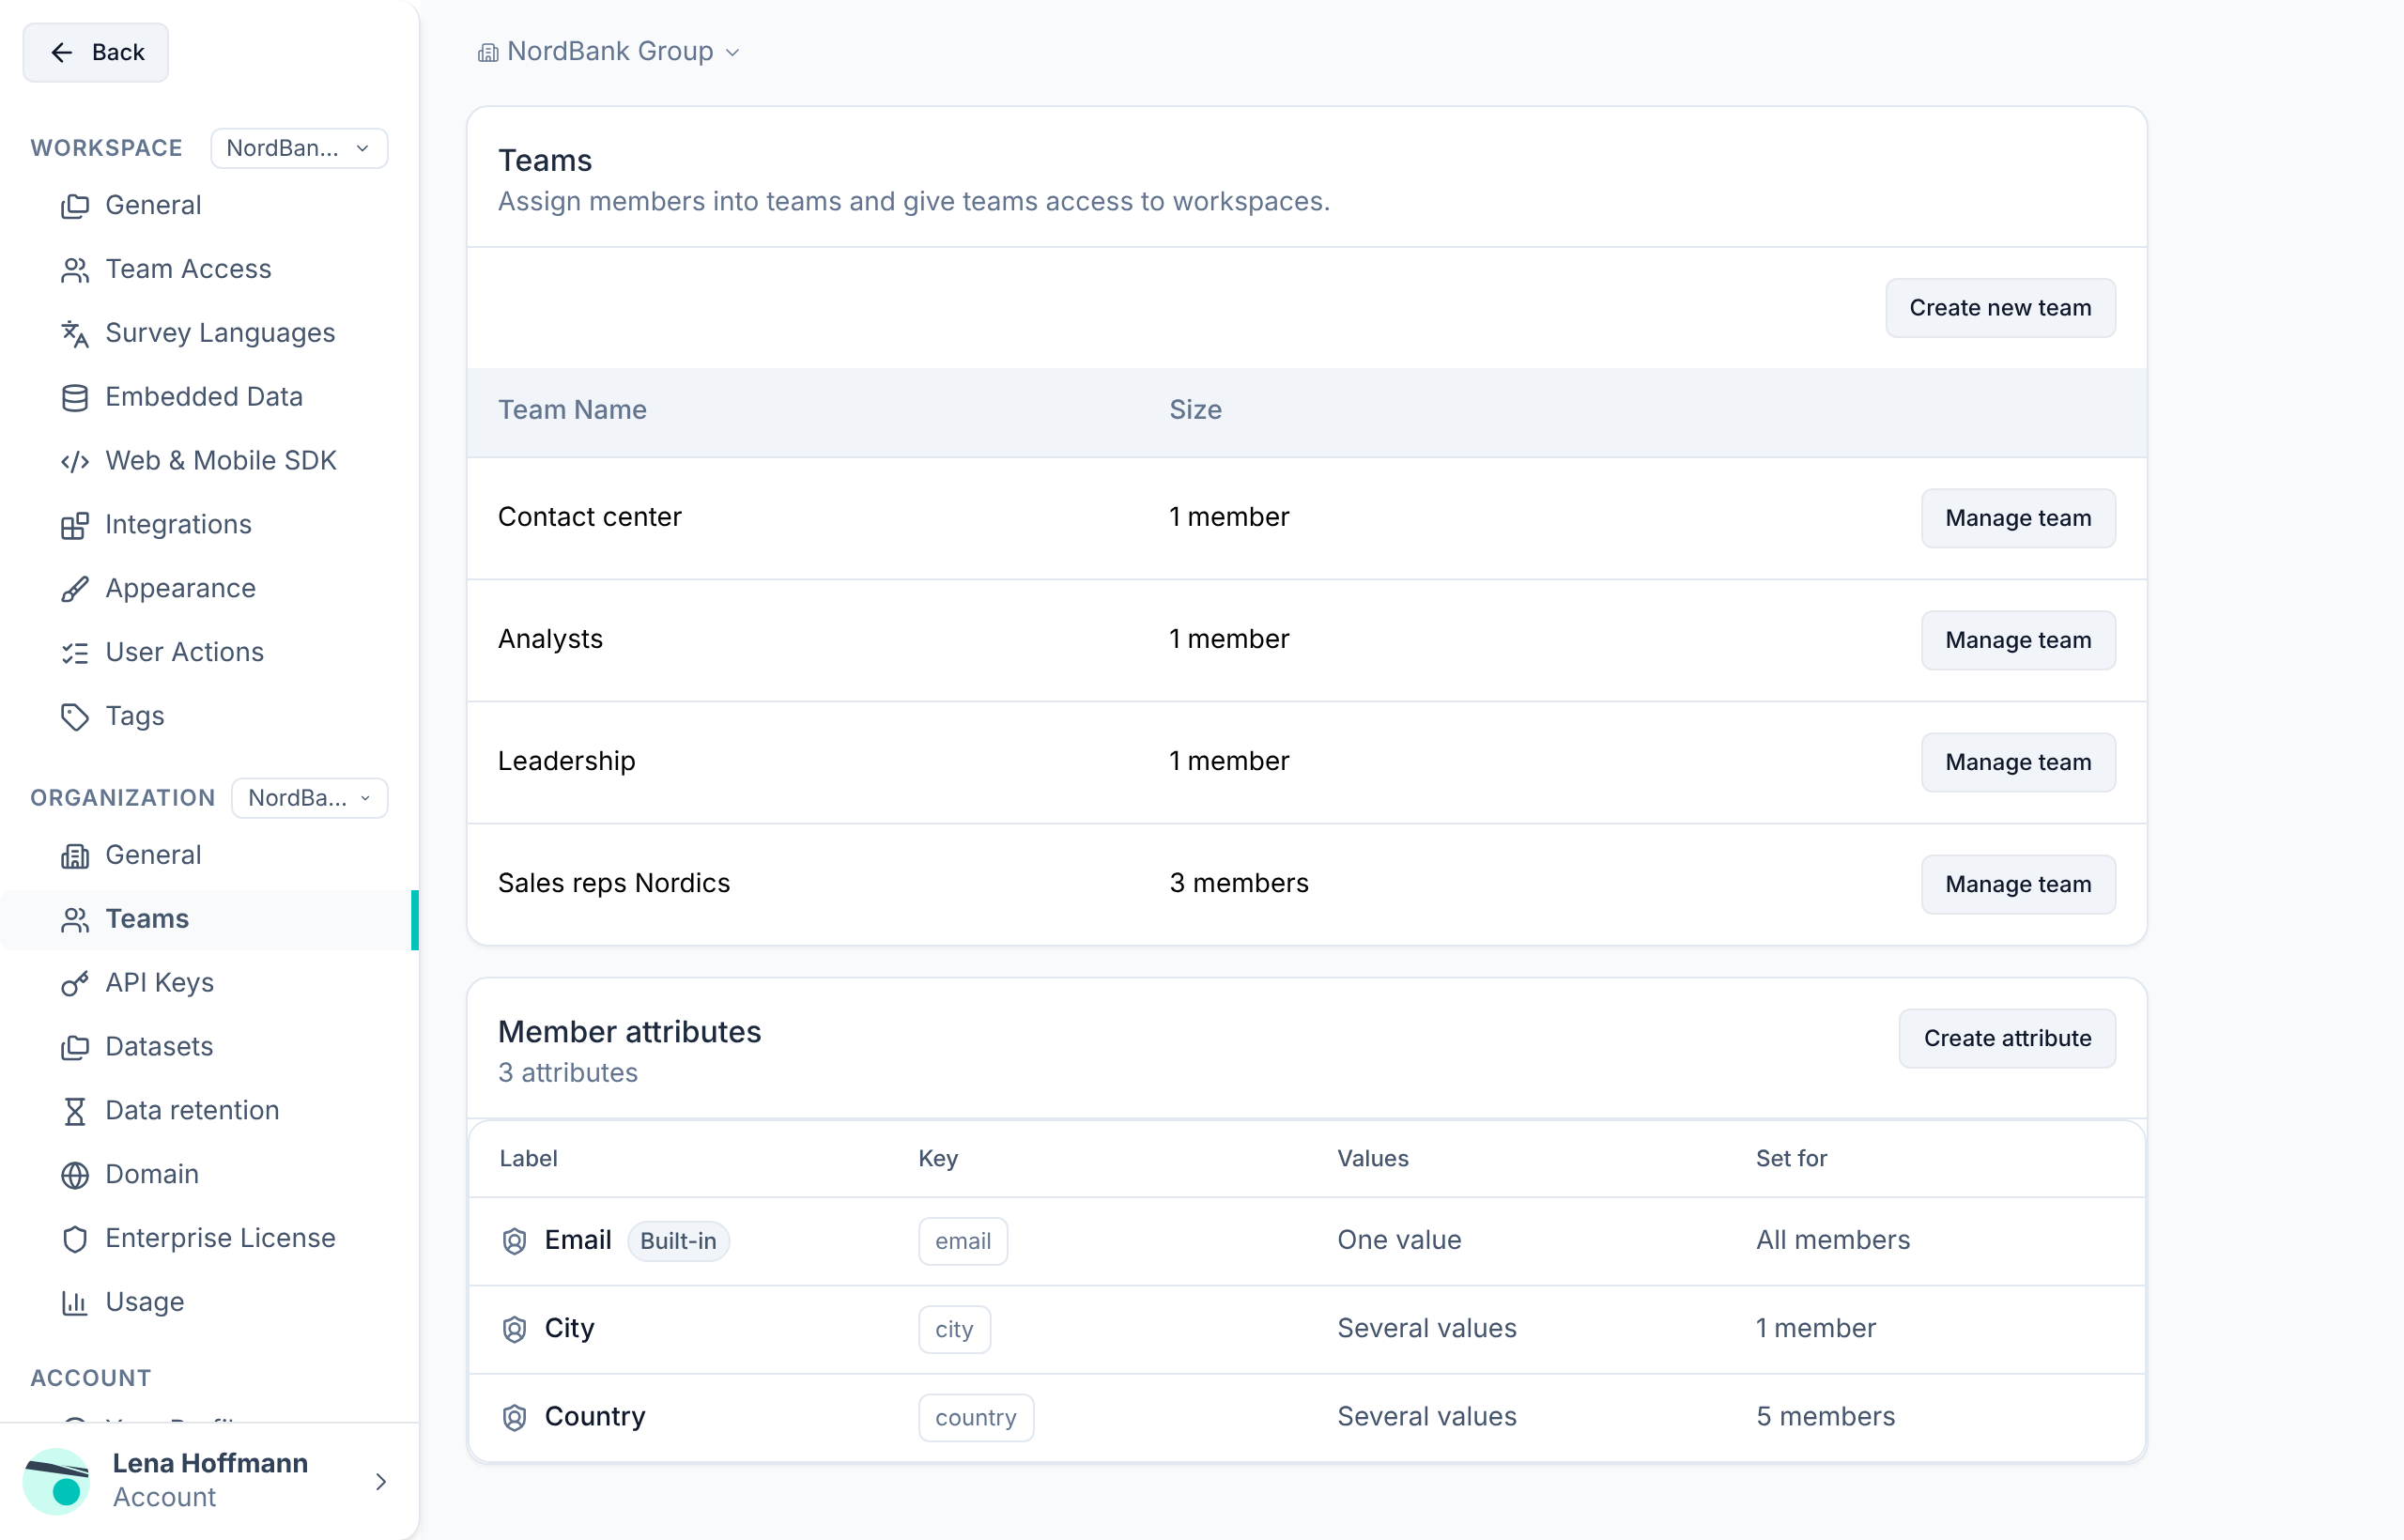 Back
WORKSPACE
NordBan...
General
Team Access
Survey Languages
Embedded Data
Web & Mobile SDK
Integrations
Appearance
User Actions
Tags
ORGANIZATION
NordBa...
General
Teams
API Keys
Datasets
Data retention
Domain
Enterprise License
Usage
ACCOUNT
Lena Hoffmann
Account
NordBank Group
Teams
Assign members into teams and give teams access to workspaces.
Create new team
Team Name Size
Contact center 1 member Manage team
Analysts 1 member Manage team
Leadership 1 member Manage team
Sales reps Nordics 3 members Manage team
Member attributes
3 attributes
Create attribute
Label Key Values Set for
Email Built-in email One value All members
City city Several values 1 member
Country country Several values 5 members